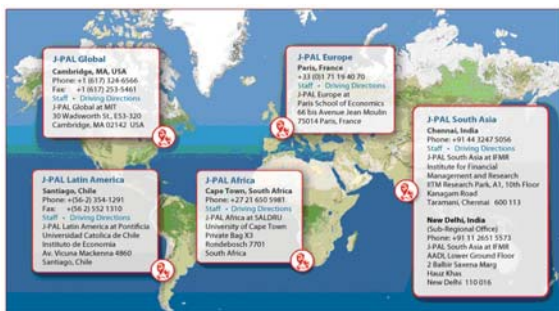 J-PAL Global
Cambridge, MA, USA
Phone: +1 (617) 324-6566
Fax: +1 (617) 253-5461
Staff • Driving Directions
J-PAL Global at MIT
30 Wadsworth St., E53-320
Cambridge, MA 02142 USA
J-PAL Europe
Paris, France
+33 (0)1 71 19 40 70
Staff • Driving Directions
J-PAL Europe at
Paris School of Economics
66 bis Avenue Jean Moulin
75014 Paris, France
J-PAL South Asia
Chennai, India
Phone: +91 44 3247 5056
Staff • Driving Directions
J-PAL South Asia at IFMR
Institute for Financial
Management and Research
IITM Research Park, A1, 10th Floor
Kanagam Road
Taramani, Chennai 600 113
New Delhi, India
(Sub-Regional Office)
Phone: +91 11 2651 5573
J-PAL South Asia at IFMR
AADI, Lower Ground Floor
2 Balbir Saxena Marg
Hauz Khas
New Delhi 110 016
J-PAL Latin America
Santiago, Chile
Phone: +(56-2) 354-1291
Fax: +(56 2) 552 1310
Staff • Driving Directions
J-PAL Latin America at Pontificia
Universidad Catolica de Chile
Instituto de Economía
Av. Vicuna Mackenna 4860
Santiago, Chile
J-PAL Africa
Cape Town, South Africa
Phone: +27 21 650 5981
Staff • Driving Directions
J-PAL Africa at SALDRU
University of Cape Town
Private Bag X3
Rondebosch 7701
South Africa